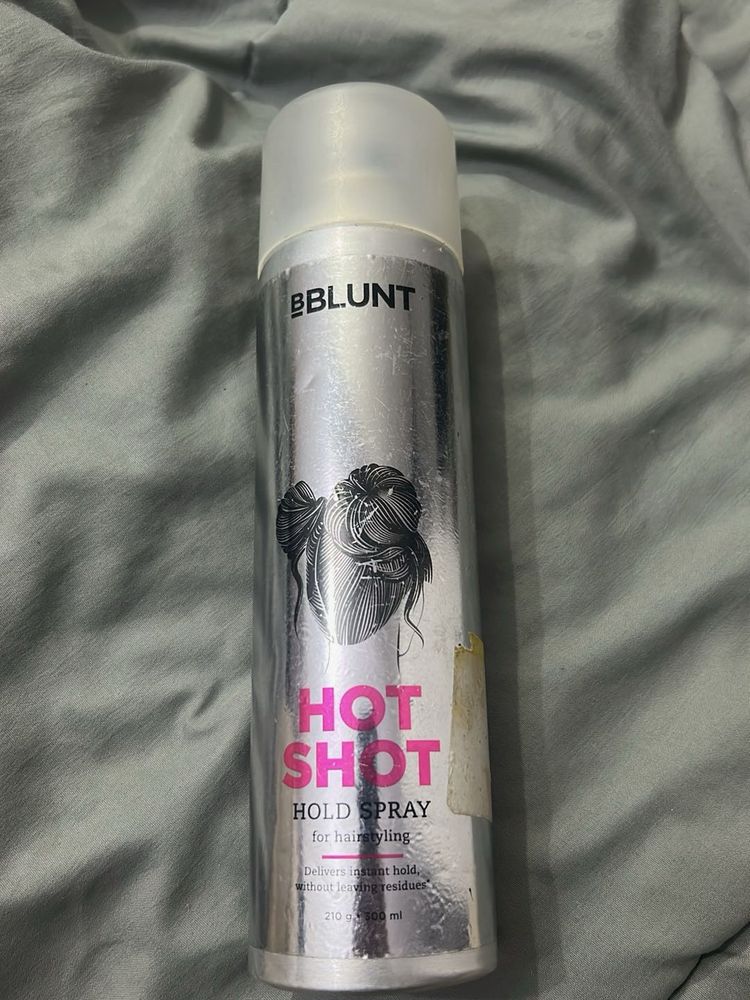 BBLUNT
HOT
SHOT
HOLD SPRAY
for hairstyling
Delivers instant hold,
without leaving residues*
210 g • 300 ml